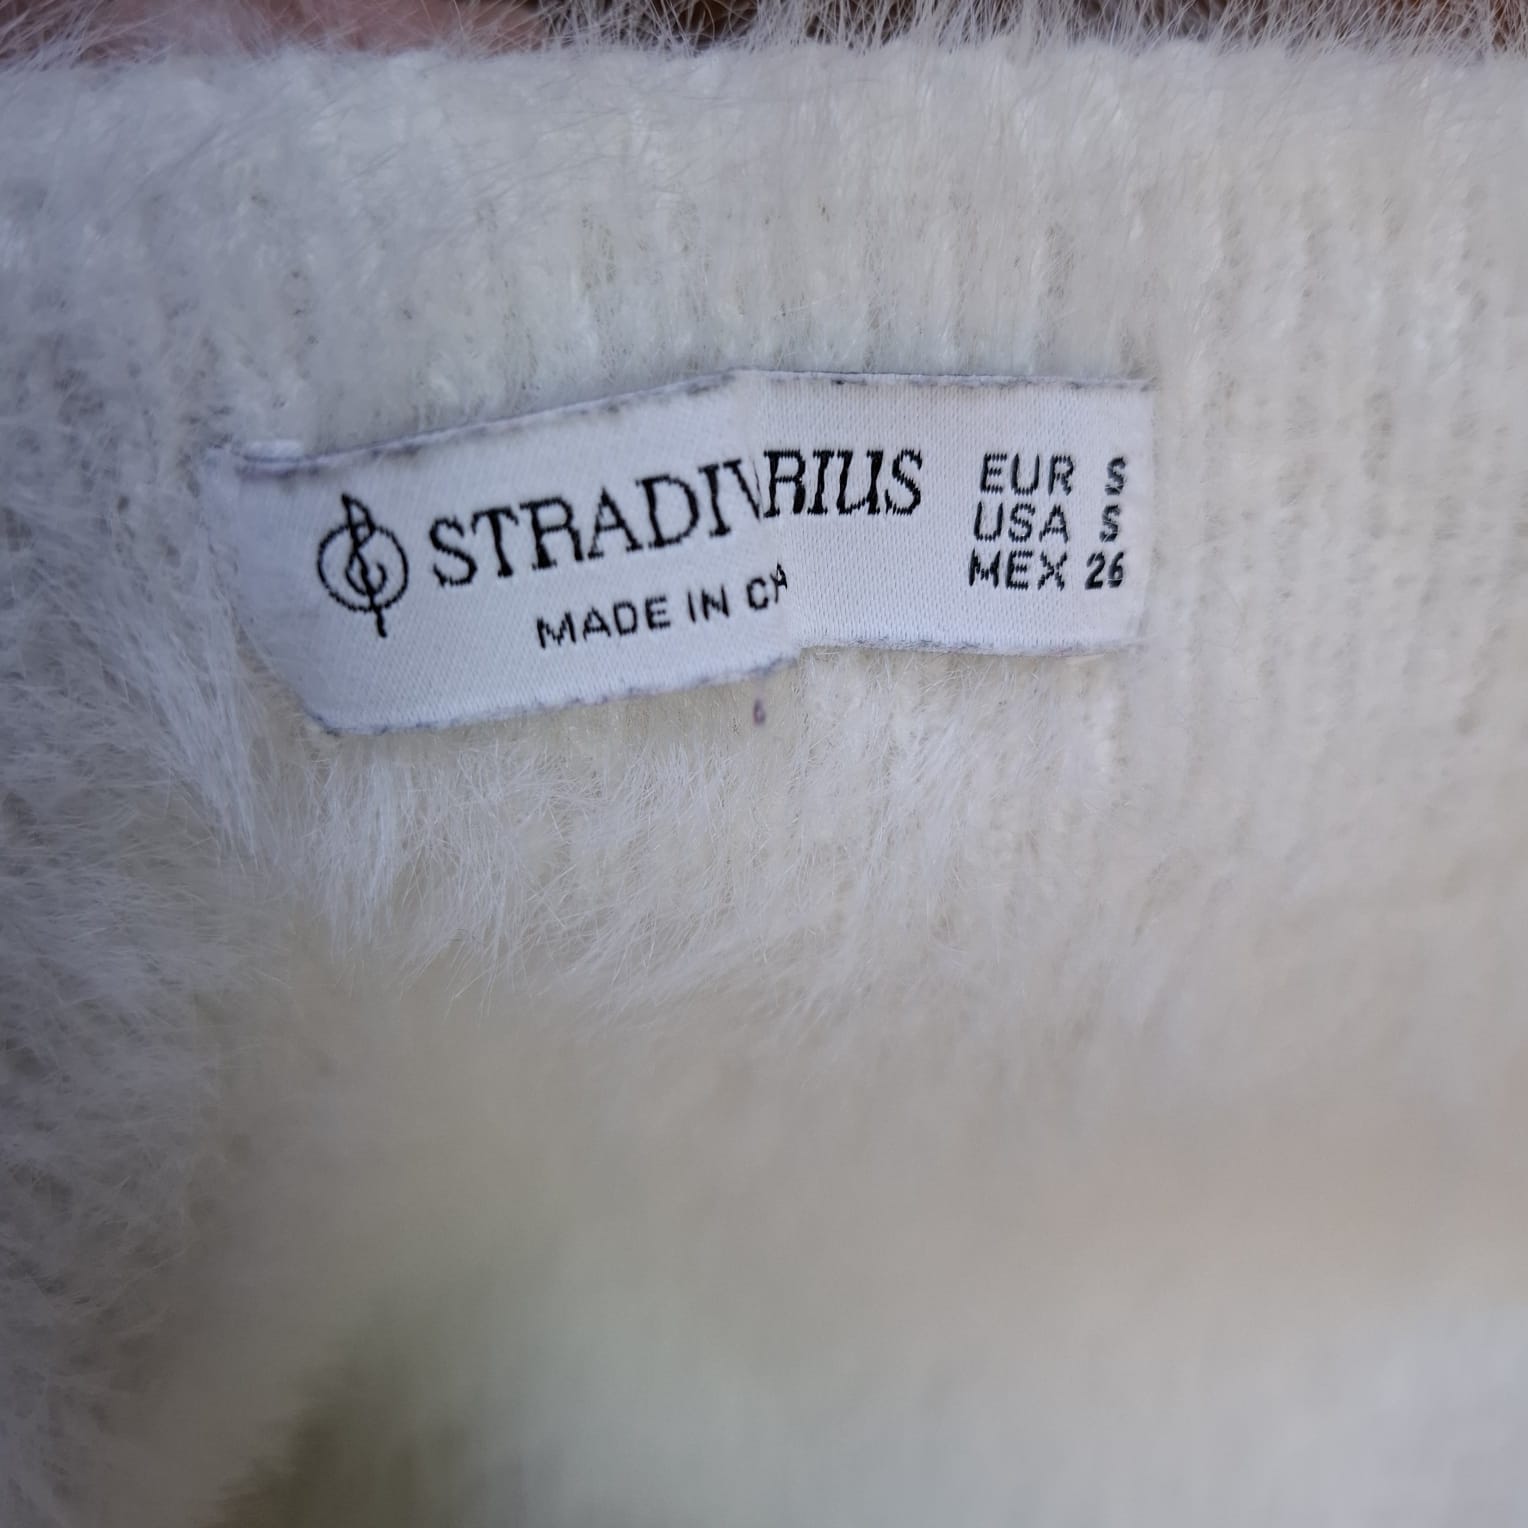 STRADIVRIUS
MADE IN CA
EUR S
USA S
MEX 26